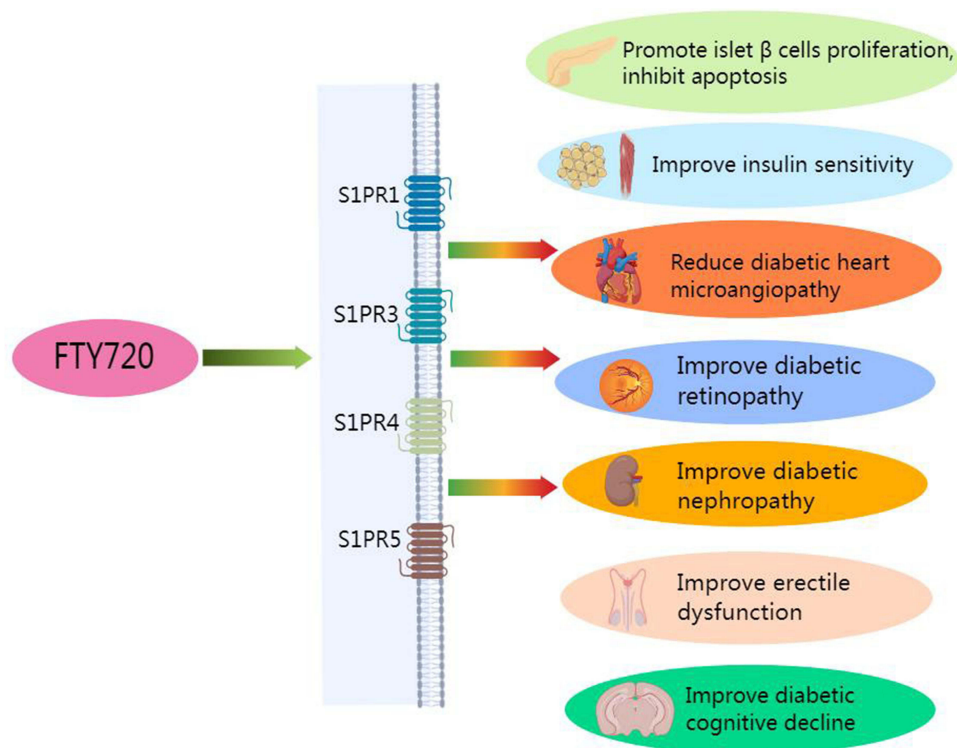 Promote islet β cells proliferation,
inhibit apoptosis
Improve insulin sensitivity
S1PR1
Reduce diabetic heart
microangiopathy
S1PR3
FTY720
Improve diabetic
retinopathy
S1PR4
Improve diabetic
nephropathy
S1PR5
Improve erectile
dysfunction
Improve diabetic
cognitive decline